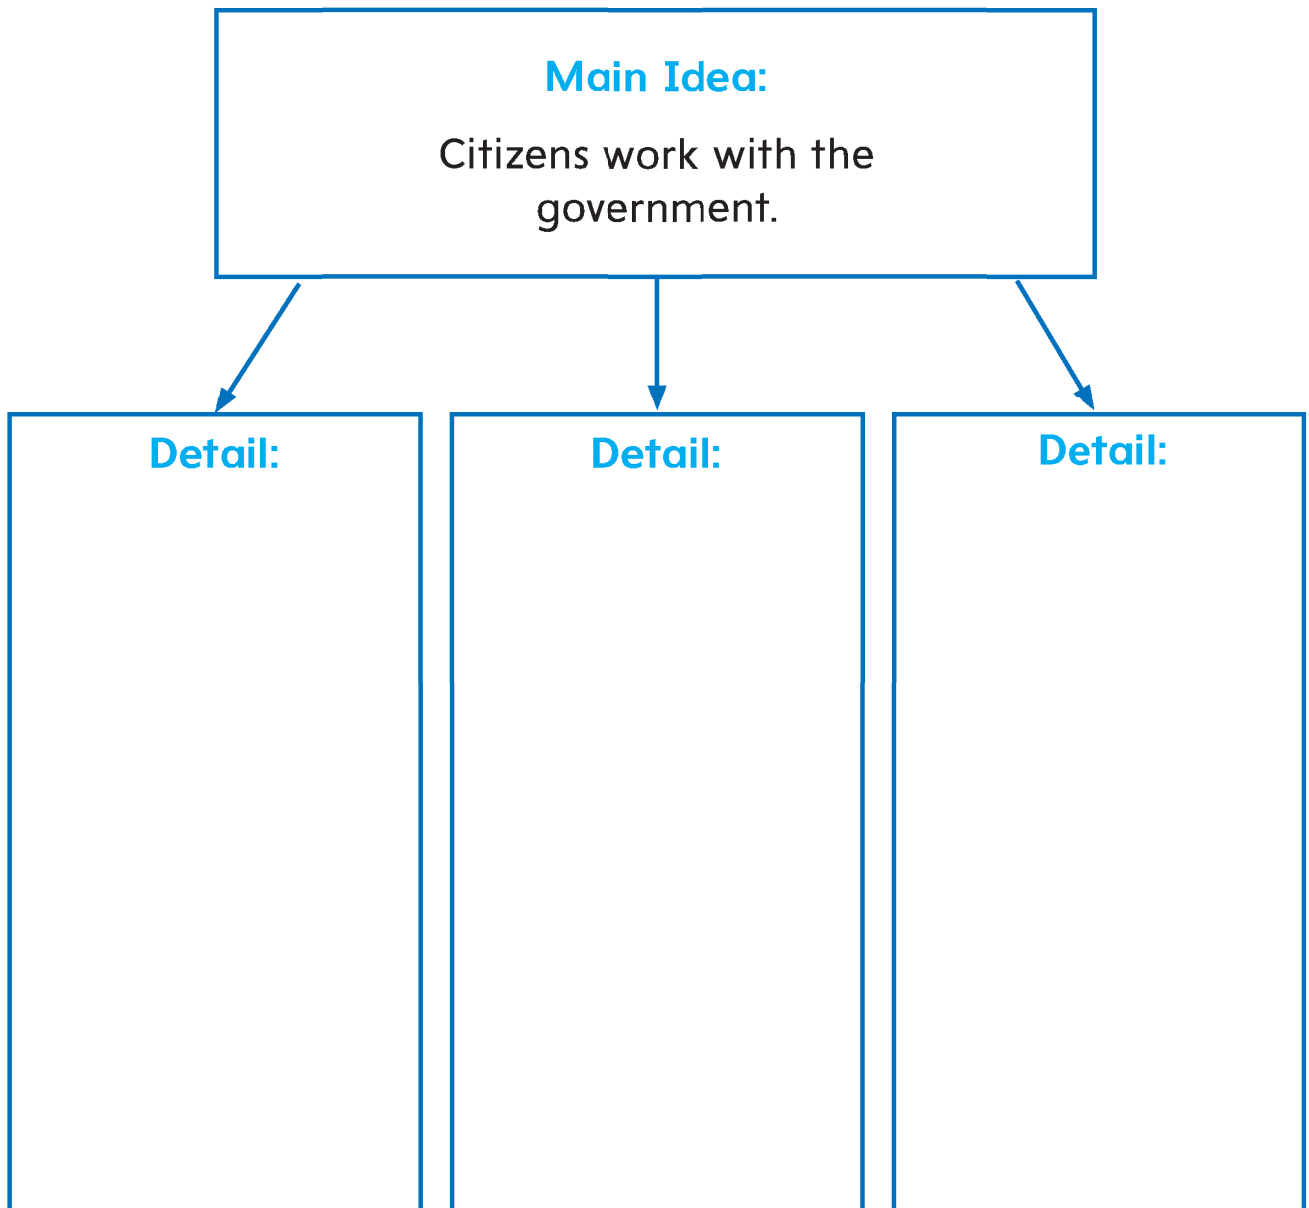 Main Idea:
Citizens work with the
government.
Detail:
Detail:
Detail: